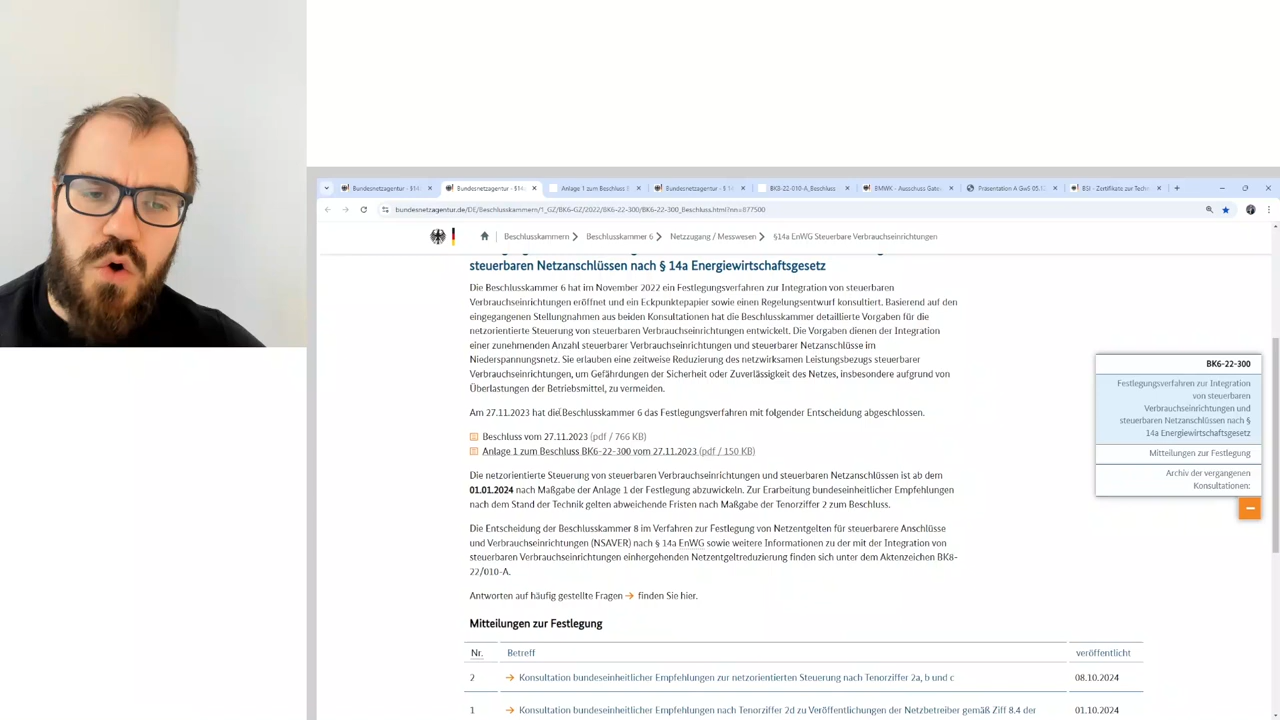 Bundesnetzagentur - §14
Bundesnetzagentur - §14
Anlage 1 zum Beschluss
Bundesnetzagentur - § 1
BK8-22-010-A_Beschluss
BMWK - Ausschuss Gate
Präsentation A GwS 05.1
BSI - Zertifikate zur Tech
bundesnetzagentur.de/DE/Beschlusskammern/1_GZ/BK6-GZ/2022/BK6-22-300/BK6-22-300_Beschluss.html?nn=877500
Beschlusskammern
Beschlusskammer 6
Netzzugang / Messwesen
§14a EnWG Steuerbare Verbrauchseinrichtungen
steuerbaren Netzanschlüssen nach § 14a Energiewirtschaftsgesetz
Die Beschlusskammer 6 hat im November 2022 ein Festlegungsverfahren zur Integration von steuerbaren
Verbrauchseinrichtungen eröffnet und ein Eckpunktepapier sowie einen Regelungsentwurf konsultiert. Basierend auf den
eingegangenen Stellungnahmen aus beiden Konsultationen hat die Beschlusskammer detaillierte Vorgaben für die
netzorientierte Steuerung von steuerbaren Verbrauchseinrichtungen entwickelt. Die Vorgaben dienen der Integration
einer zunehmenden Anzahl steuerbarer Verbrauchseinrichtungen und steuerbarer Netzanschlüsse im
Niederspannungsnetz. Sie erlauben eine zeitweise Reduzierung des netzwirksamen Leistungsbezugs steuerbarer
Verbrauchseinrichtungen, um Gefährdungen der Sicherheit oder Zuverlässigkeit des Netzes, insbesondere aufgrund von
Überlastungen der Betriebsmittel, zu vermeiden.
Am 27.11.2023 hat die Beschlusskammer 6 das Festlegungsverfahren mit folgender Entscheidung abgeschlossen.
Beschluss vom 27.11.2023 (pdf / 766 KB)
Anlage 1 zum Beschluss BK6-22-300 vom 27.11.2023 (pdf / 150 KB)
Die netzorientierte Steuerung von steuerbaren Verbrauchseinrichtungen und steuerbaren Netzanschlüssen ist ab dem
01.01.2024 nach Maßgabe der Anlage 1 der Festlegung abzuwickeln. Zur Erarbeitung bundeseinheitlicher Empfehlungen
nach dem Stand der Technik gelten abweichende Fristen nach Maßgabe der Tenorziffer 2 zum Beschluss.
Die Entscheidung der Beschlusskammer 8 im Verfahren zur Festlegung von Netzentgelten für steuerbarere Anschlüsse
und Verbrauchseinrichtungen (NSAVER) nach § 14a EnWG sowie weitere Informationen zu der mit der Integration von
steuerbaren Verbrauchseinrichtungen einhergehenden Netzentgeltreduzierung finden sich unter dem Aktenzeichen BK8-
22/010-A.
Antworten auf häufig gestellte Fragen → finden Sie hier.
Mitteilungen zur Festlegung
Nr. Betreff veröffentlicht
2 → Konsultation bundeseinheitlicher Empfehlungen zur netzorientierten Steuerung nach Tenorziffer 2a, b und c 08.10.2024
1 → Konsultation bundeseinheitlicher Empfehlungen nach Tenorziffer 2d zu Veröffentlichungen der Netzbetreiber gemäß Ziff 8.4 der 01.10.2024
BK6-22-300
Festlegungsverfahren zur Integration
von steuerbaren
Verbrauchseinrichtungen und
steuerbaren Netzanschlüssen nach §
14a Energiewirtschaftsgesetz
Mitteilungen zur Festlegung
Archiv der vergangenen
Konsultationen: